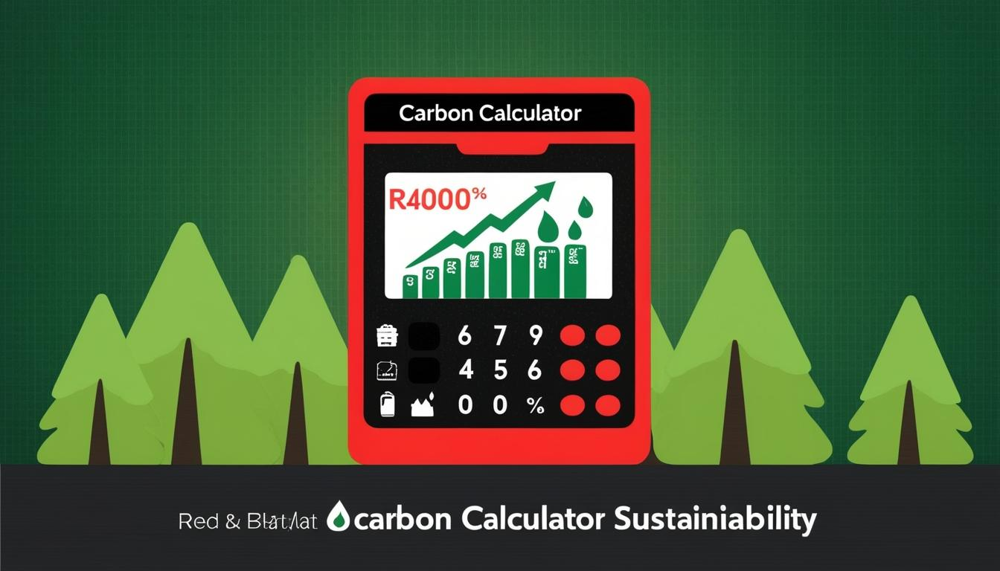 Carbon Calculator
R4000%
6 7 9
4 5 6
0 0 %
Red & carbon Calculator Sustainiability